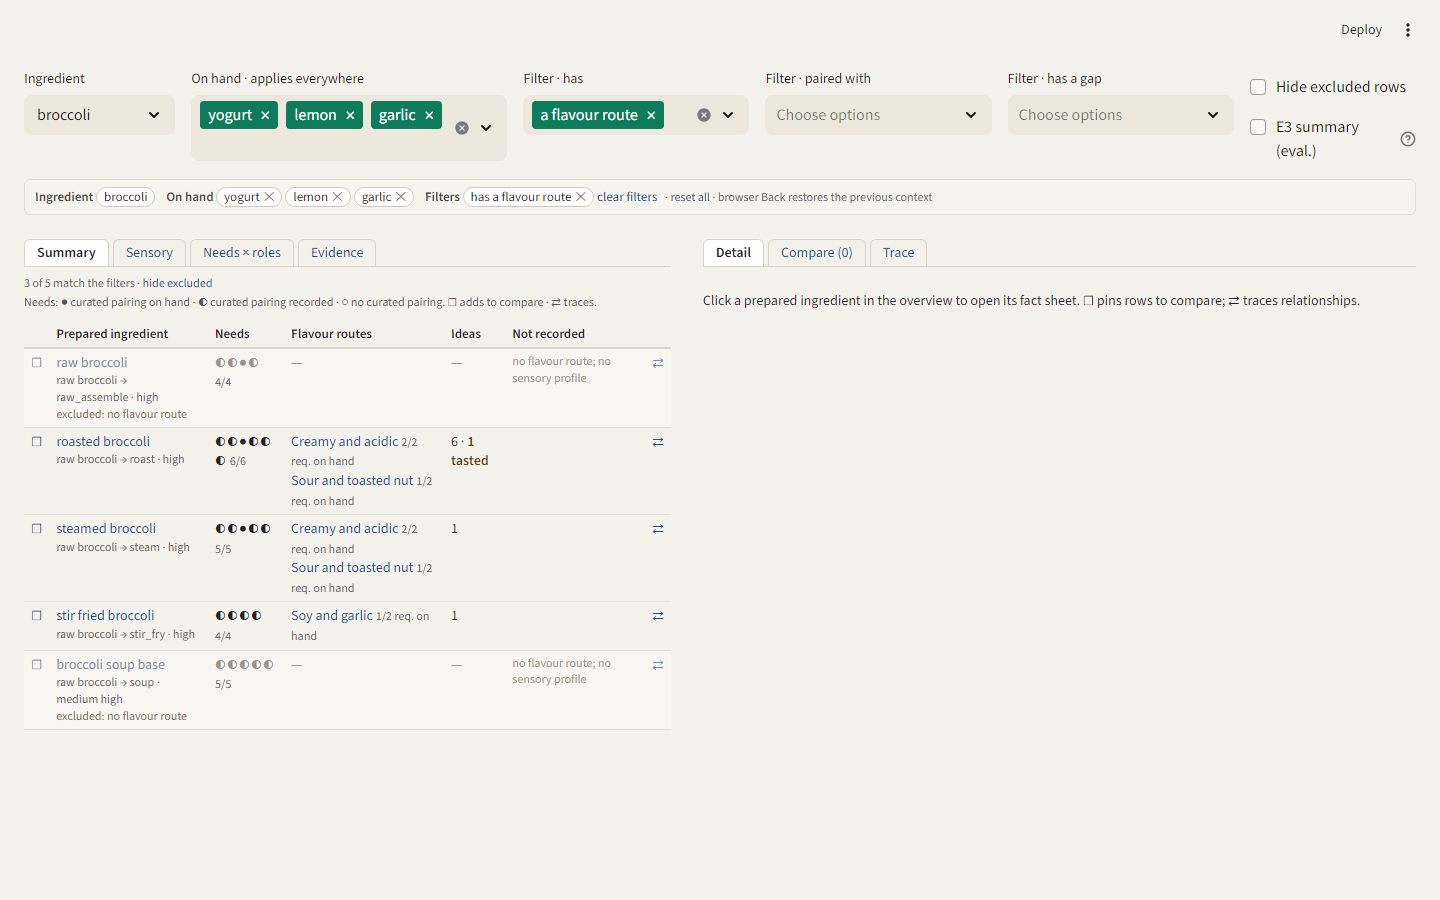 Deploy
Ingredient
broccoli
On hand · applies everywhere
yogurt × lemon × garlic ×
Filter · has
a flavour route ×
Filter · paired with
Choose options
Filter · has a gap
Choose options
Hide excluded rows
E3 summary
(eval.)
Ingredient broccoli On hand yogurt × lemon × garlic × Filters has a flavour route × clear filters · reset all · browser Back restores the previous context
Summary Sensory Needs × roles Evidence
3 of 5 match the filters · hide excluded
Needs: ● curated pairing on hand · ◐ curated pairing recorded · ○ no curated pairing. ❐ adds to compare · ⇄ traces.
Prepared ingredient Needs Flavour routes Ideas Not recorded
❐ raw broccoli ◐◐●◐ — — no flavour route; no ⇄
raw broccoli → 4/4 sensory profile
raw_assemble · high
excluded: no flavour route
❐ roasted broccoli ◐◐●◐◐ Creamy and acidic 2/2 6 · 1 ⇄
raw broccoli → roast · high ◐ 6/6 req. on hand tasted
Sour and toasted nut 1/2
req. on hand
❐ steamed broccoli ◐◐●◐◐ Creamy and acidic 2/2 1 ⇄
raw broccoli → steam · high 5/5 req. on hand
Sour and toasted nut 1/2
req. on hand
❐ stir fried broccoli ◐◐◐◐ Soy and garlic 1/2 req. on 1 ⇄
raw broccoli → stir_fry · high 4/4 hand
❐ broccoli soup base ◐◐◐◐◐ — — no flavour route; no ⇄
raw broccoli → soup · 5/5 sensory profile
medium high
excluded: no flavour route
Detail Compare (0) Trace
Click a prepared ingredient in the overview to open its fact sheet. ❐ pins rows to compare; ⇄ traces relationships.